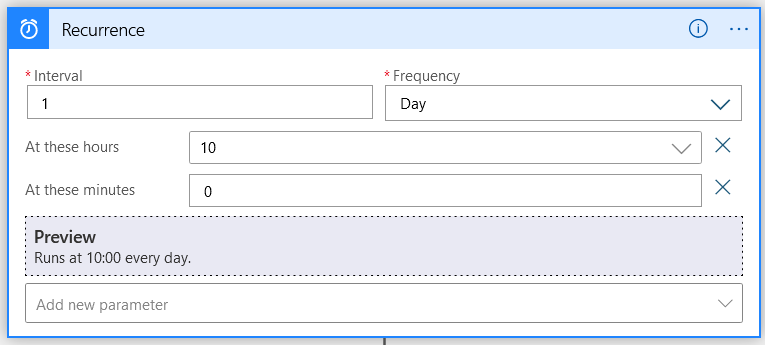 Recurrence
* Interval
* Frequency
1
Day
At these hours
10
At these minutes
0
Preview
Runs at 10:00 every day.
Add new parameter